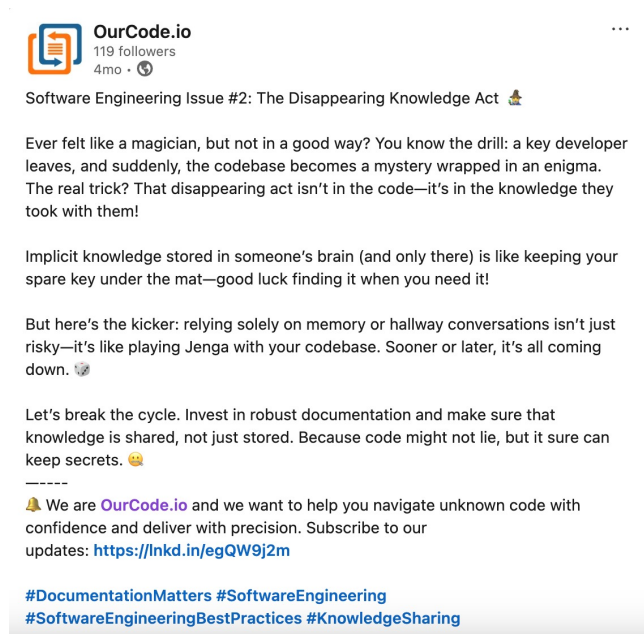 OurCode.io
119 followers
4mo •
Software Engineering Issue #2: The Disappearing Knowledge Act 🧙‍♂️
Ever felt like a magician, but not in a good way? You know the drill: a key developer
leaves, and suddenly, the codebase becomes a mystery wrapped in an enigma.
The real trick? That disappearing act isn’t in the code—it’s in the knowledge they
took with them!
Implicit knowledge stored in someone’s brain (and only there) is like keeping your
spare key under the mat—good luck finding it when you need it!
But here’s the kicker: relying solely on memory or hallway conversations isn’t just
risky—it’s like playing Jenga with your codebase. Sooner or later, it’s all coming
down. 🎲
Let’s break the cycle. Invest in robust documentation and make sure that
knowledge is shared, not just stored. Because code might not lie, but it sure can
keep secrets. 🤐
—----
🔔 We are OurCode.io and we want to help you navigate unknown code with
confidence and deliver with precision. Subscribe to our
updates: https://lnkd.in/egQW9j2m
#DocumentationMatters #SoftwareEngineering
#SoftwareEngineeringBestPractices #KnowledgeSharing